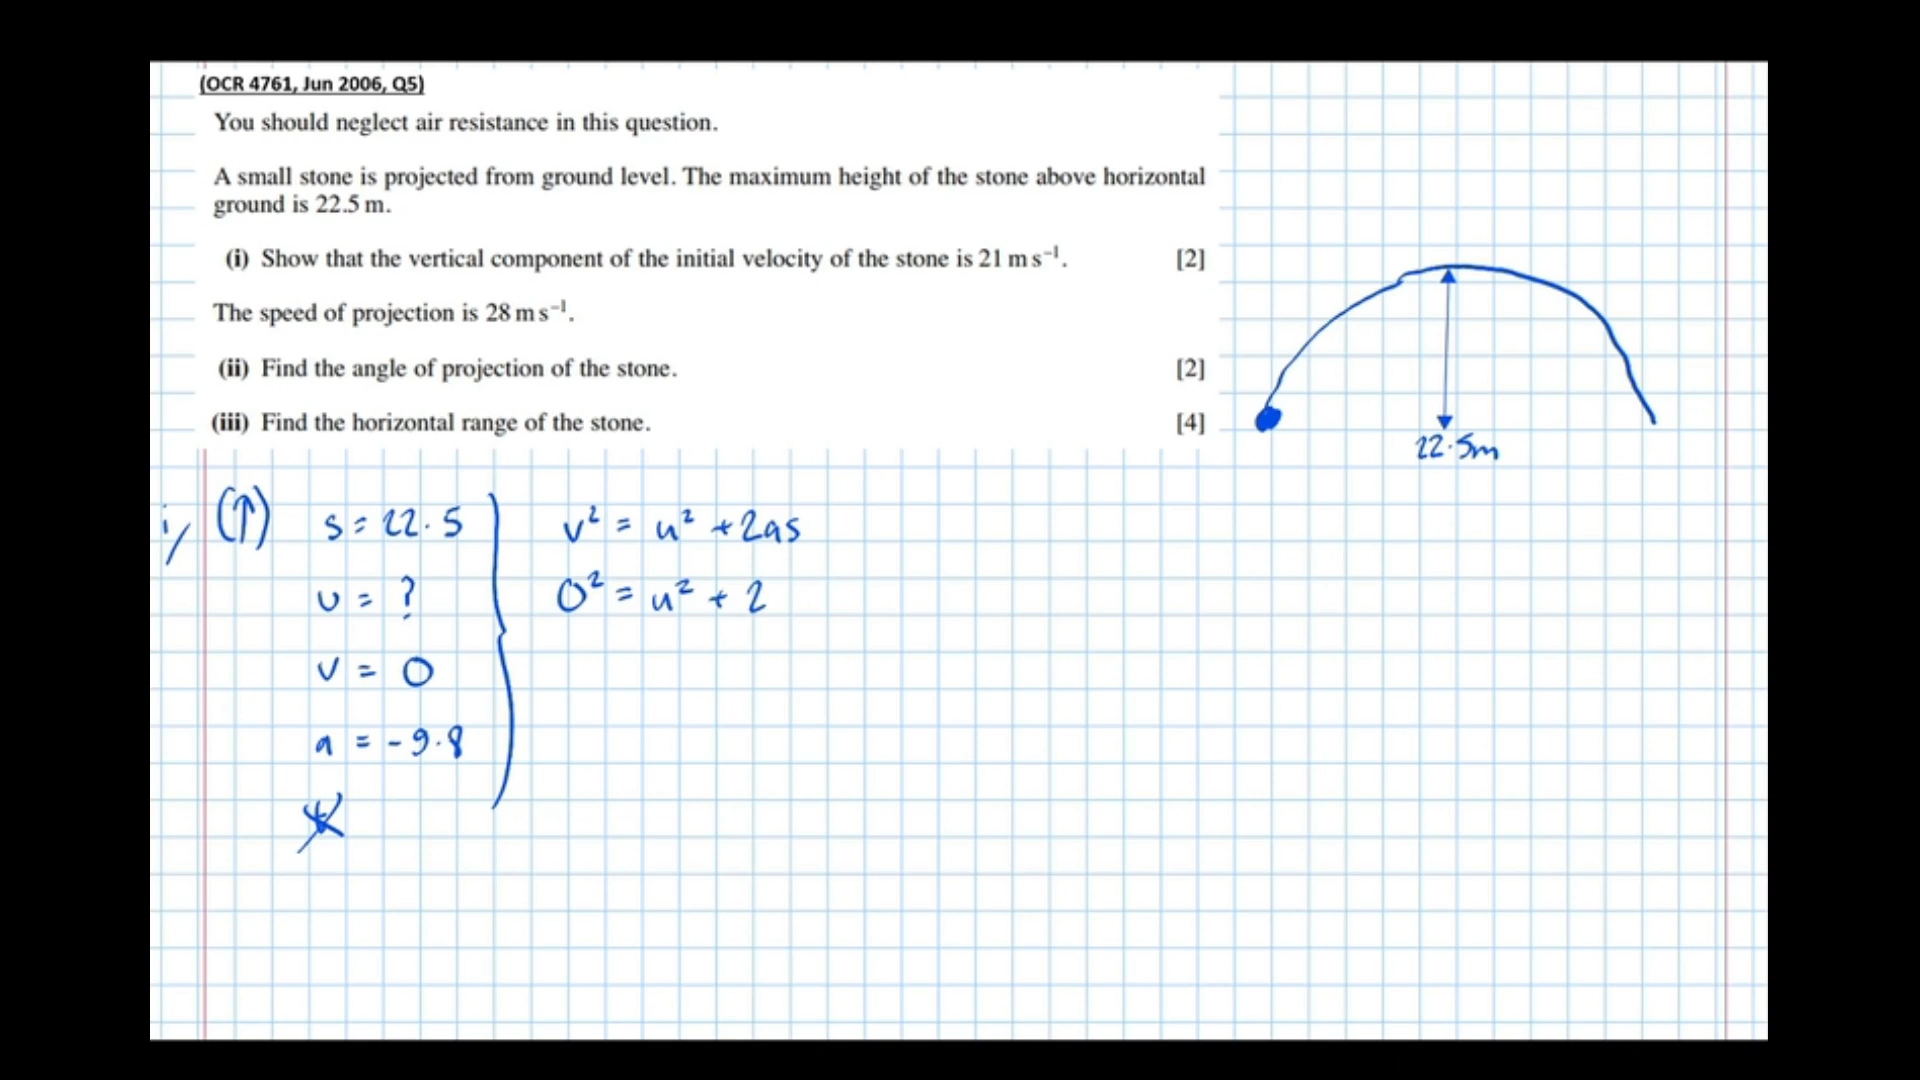 (OCR 4761, Jun 2006, Q5)
You should neglect air resistance in this question.
A small stone is projected from ground level. The maximum height of the stone above horizontal
ground is 22.5 m.
(i) Show that the vertical component of the initial velocity of the stone is 21 m s⁻¹. [2]
The speed of projection is 28 m s⁻¹.
(ii) Find the angle of projection of the stone. [2]
(iii) Find the horizontal range of the stone. [4]
22.5m
i/ (↑) s = 22.5 v² = u² + 2as
u = ? 0² = u² + 2
v = 0
a = -9.8